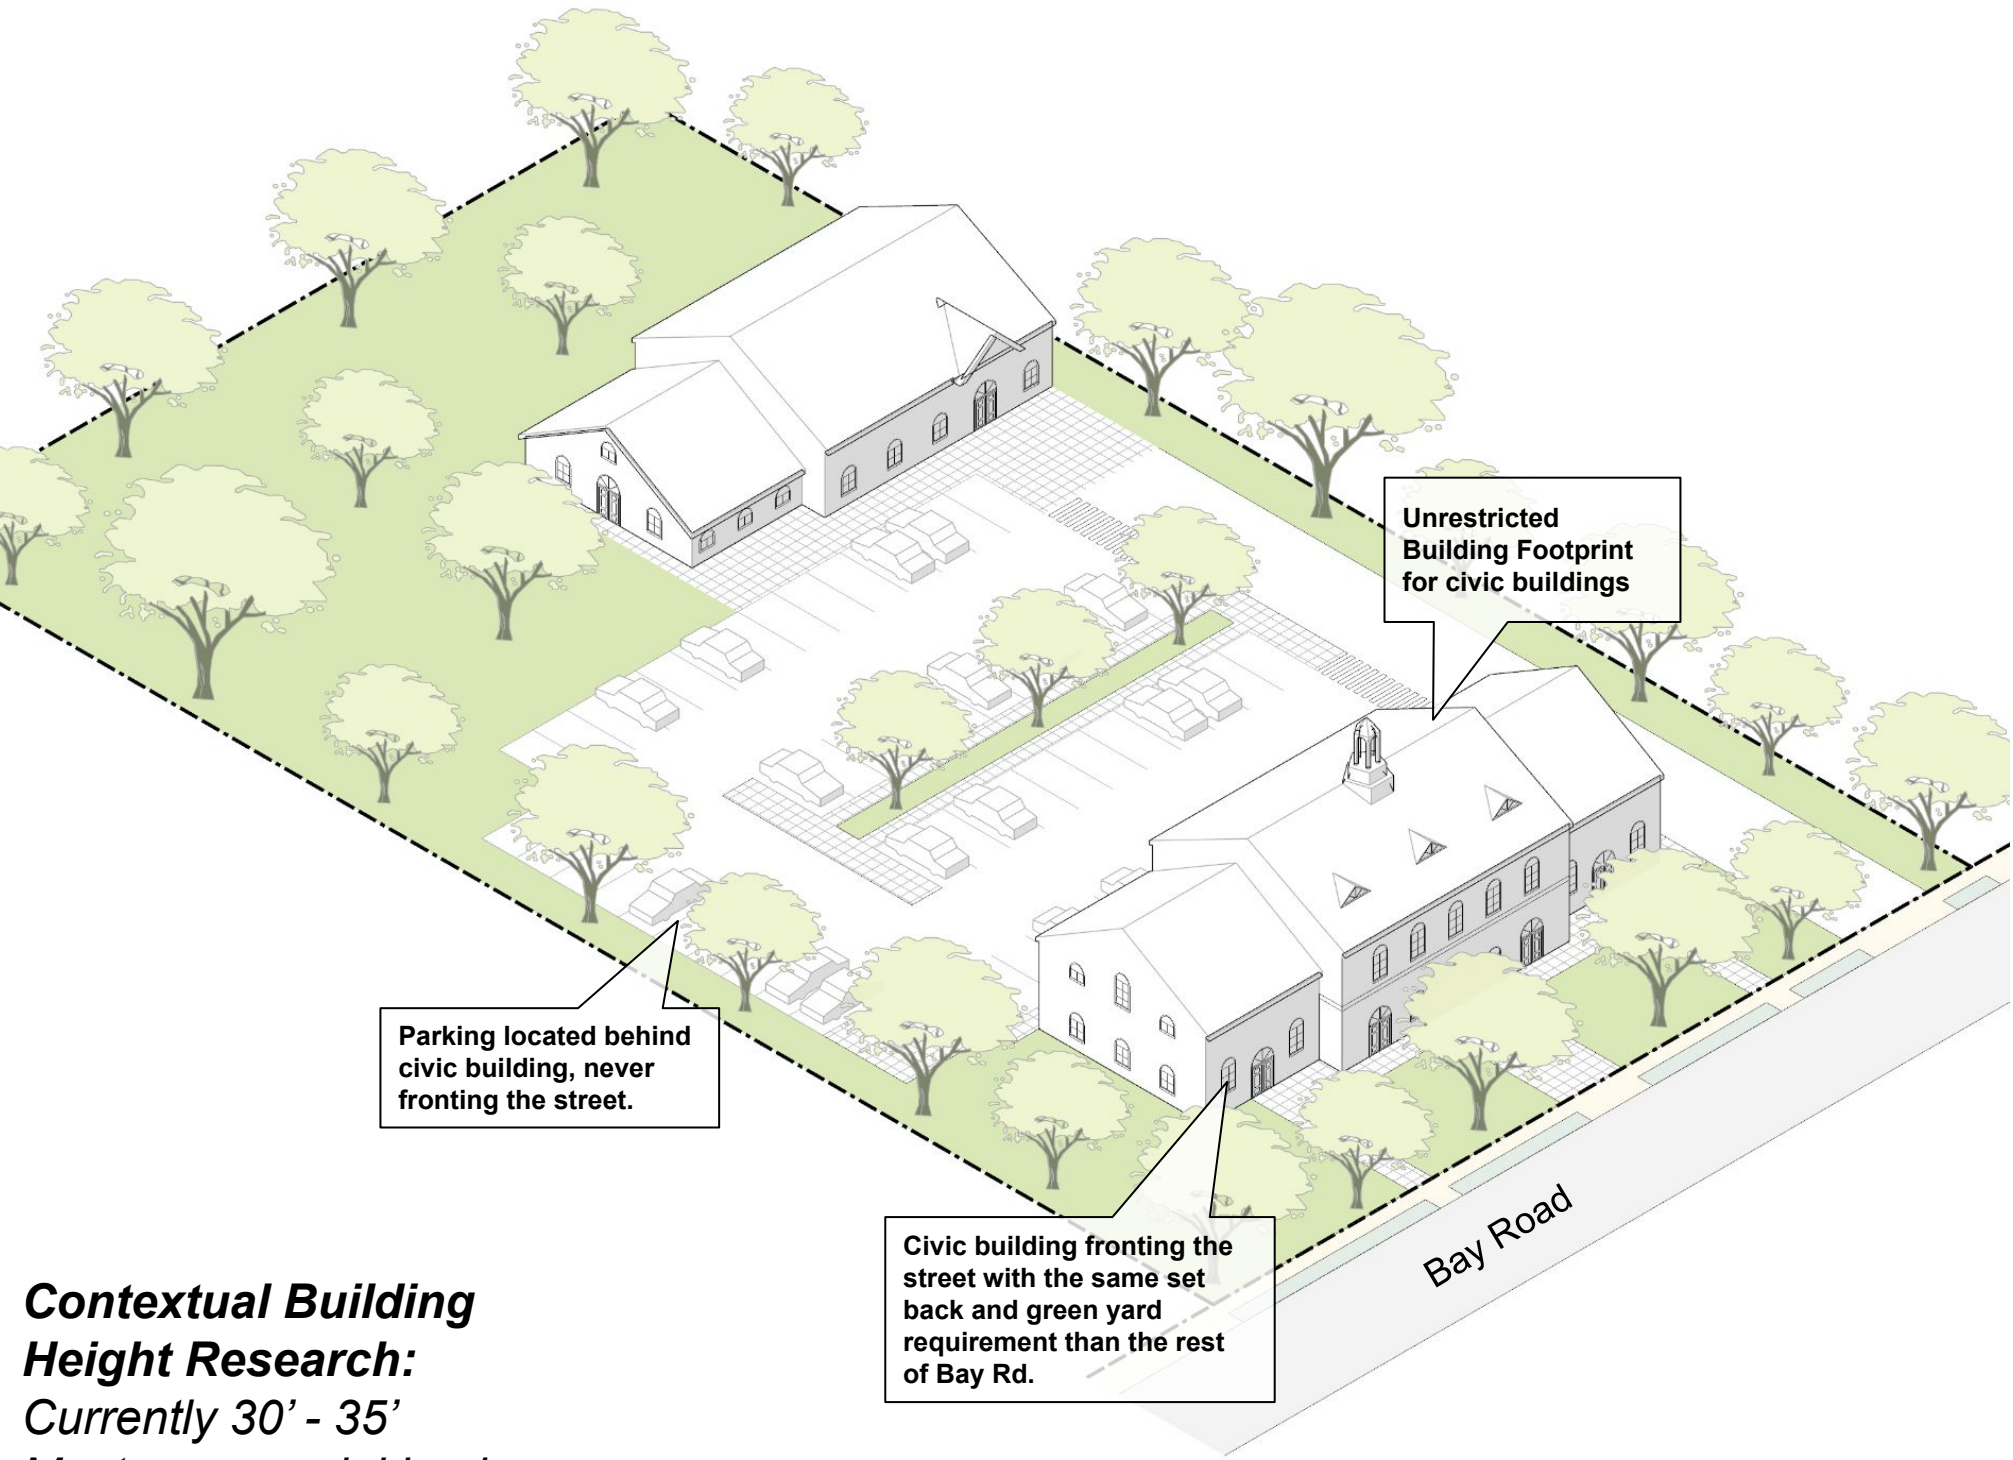 Unrestricted
Building Footprint
for civic buildings
Parking located behind
civic building, never
fronting the street.
Civic building fronting the
street with the same set
back and green yard
requirement than the rest
of Bay Rd.
Bay Road
Contextual Building
Height Research:
Currently 30’ - 35’